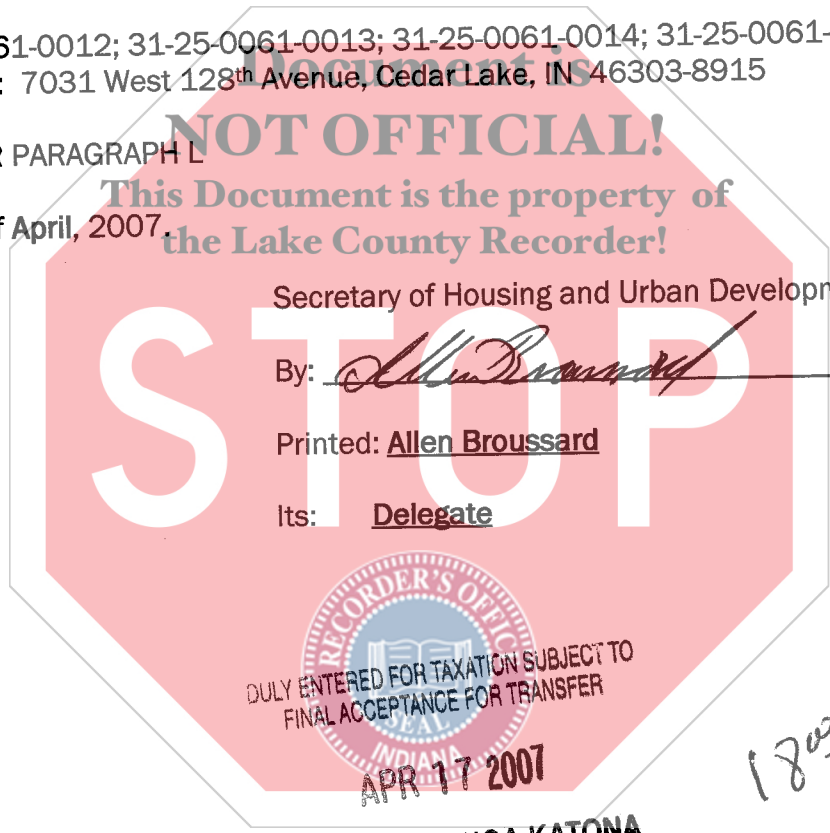 61-0012; 31-25-0061-0013; 31-25-0061-0014; 31-25-0061-
: 7031 West 128th Avenue, Cedar Lake, IN 46303-8915
Document is
NOT OFFICIAL!
R PARAGRAPH L
This Document is the property of
f April, 2007.
the Lake County Recorder!
Secretary of Housing and Urban Developm
STOP
By: Allen Broussard
Printed: Allen Broussard
Its: Delegate
RECORDER'S OFFICE
DULY ENTERED FOR TAXATION SUBJECT TO
FINAL ACCEPTANCE FOR TRANSFER
SEAL
INDIANA
APR 17 2007
KATONA